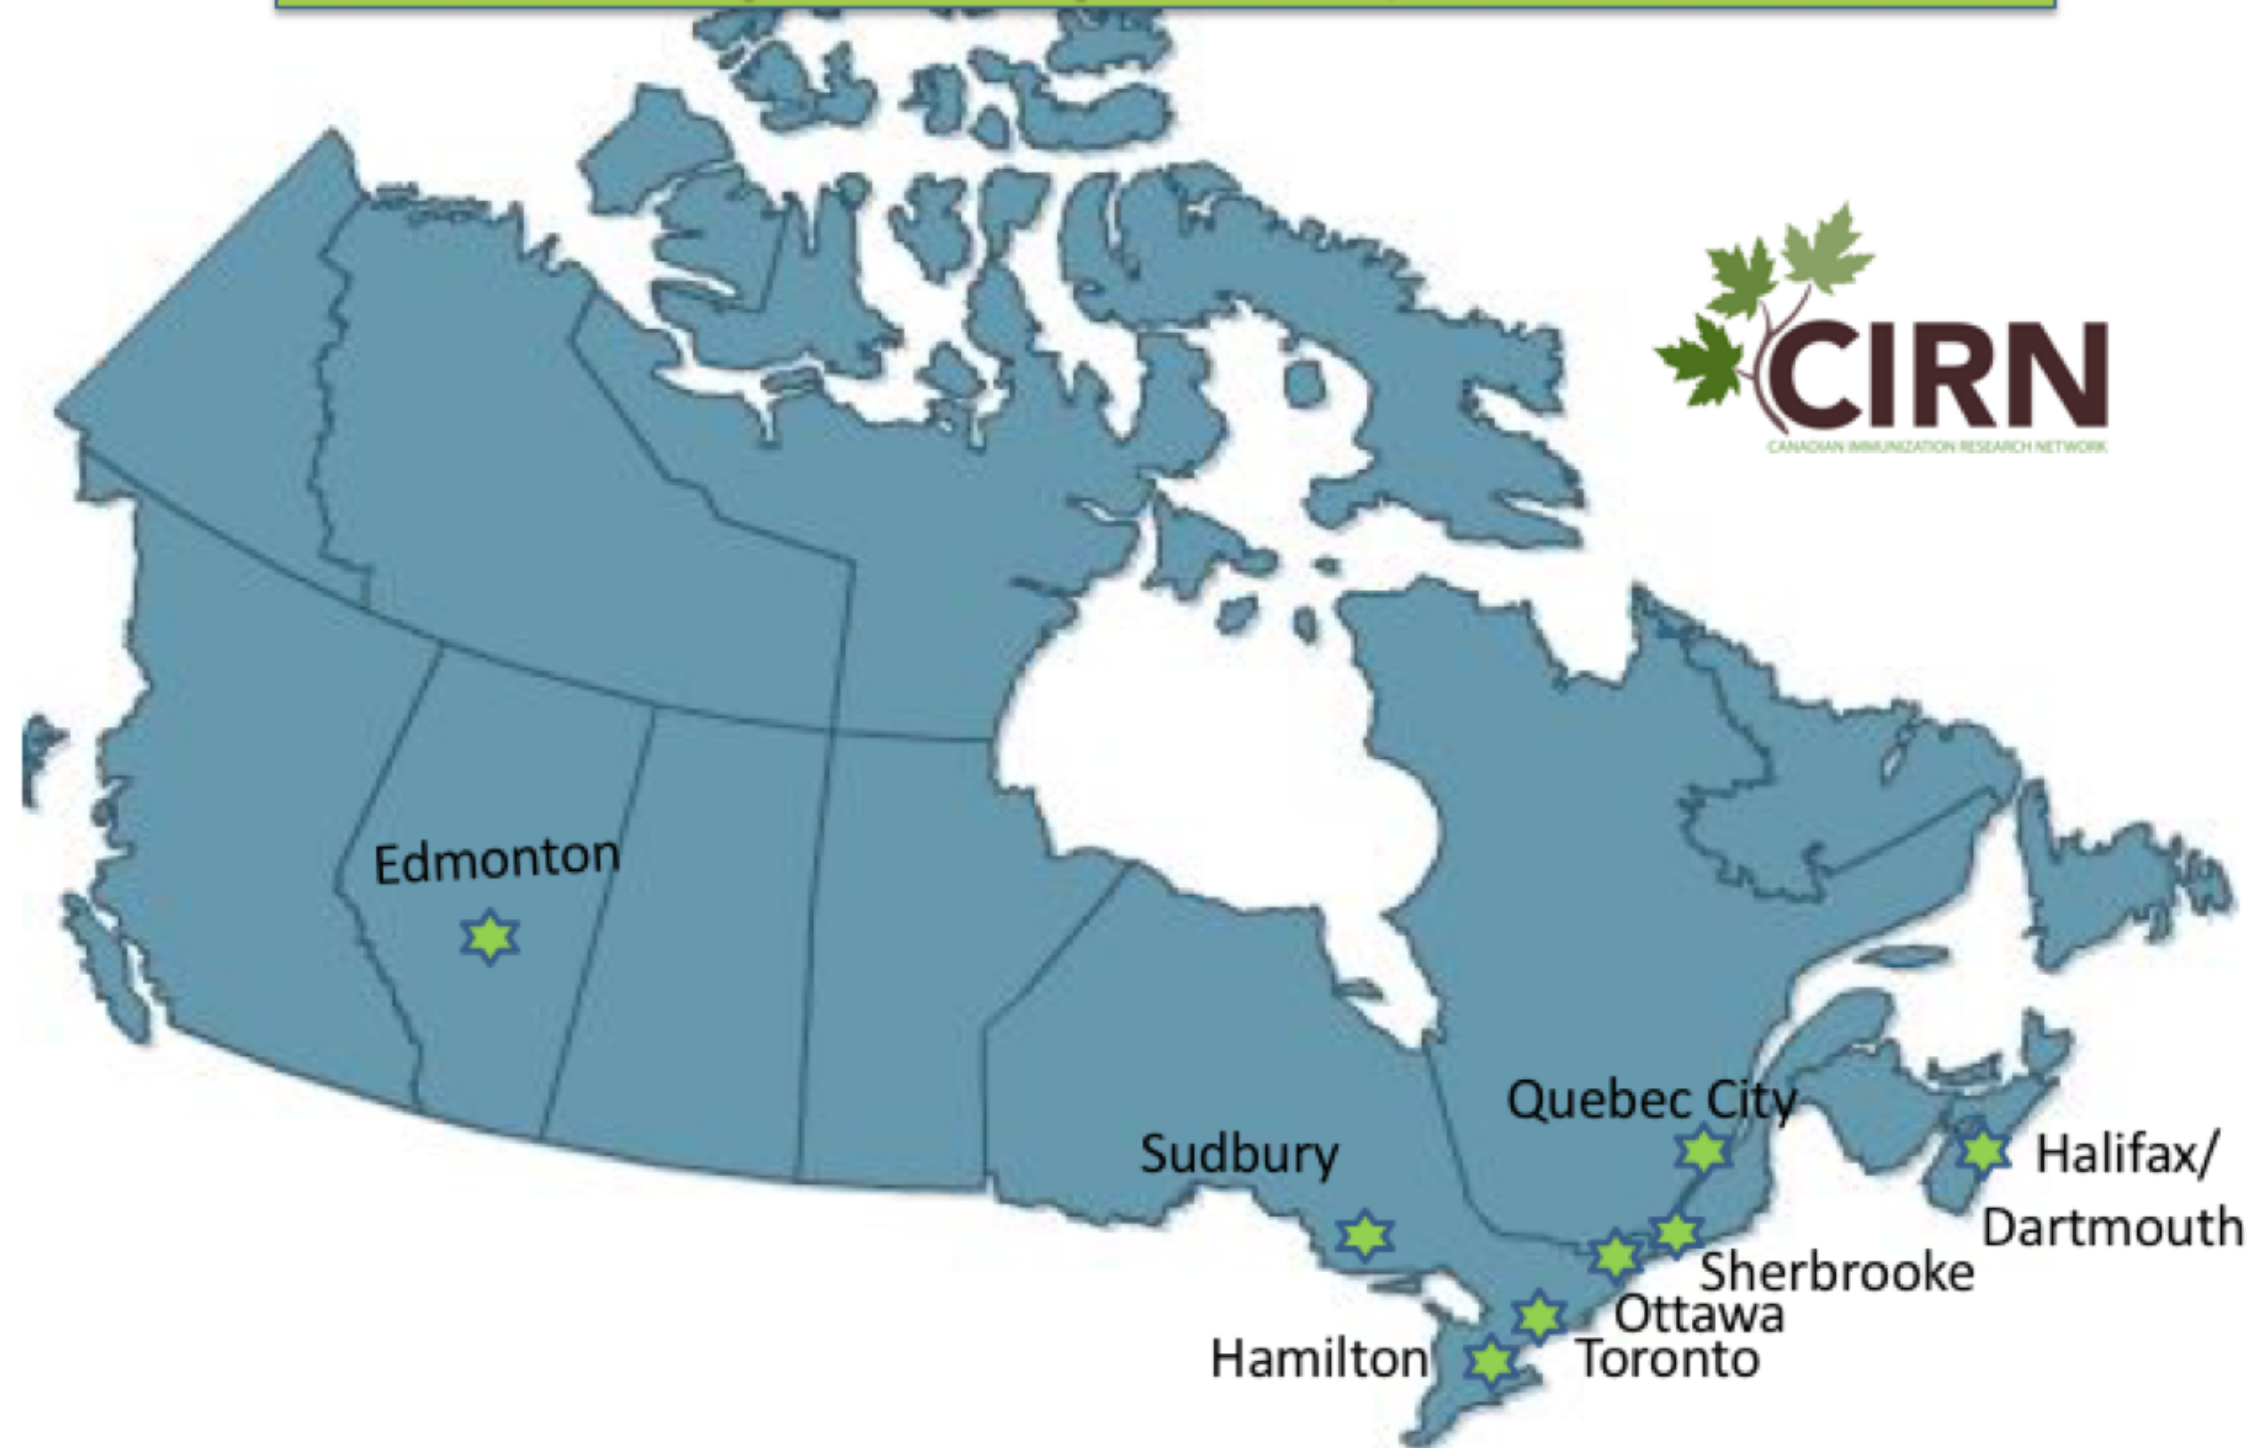 CIRN
CANADIAN IMMUNIZATION RESEARCH NETWORK
Edmonton
Quebec City
Sudbury
Halifax/
Dartmouth
Sherbrooke
Ottawa
Hamilton
Toronto